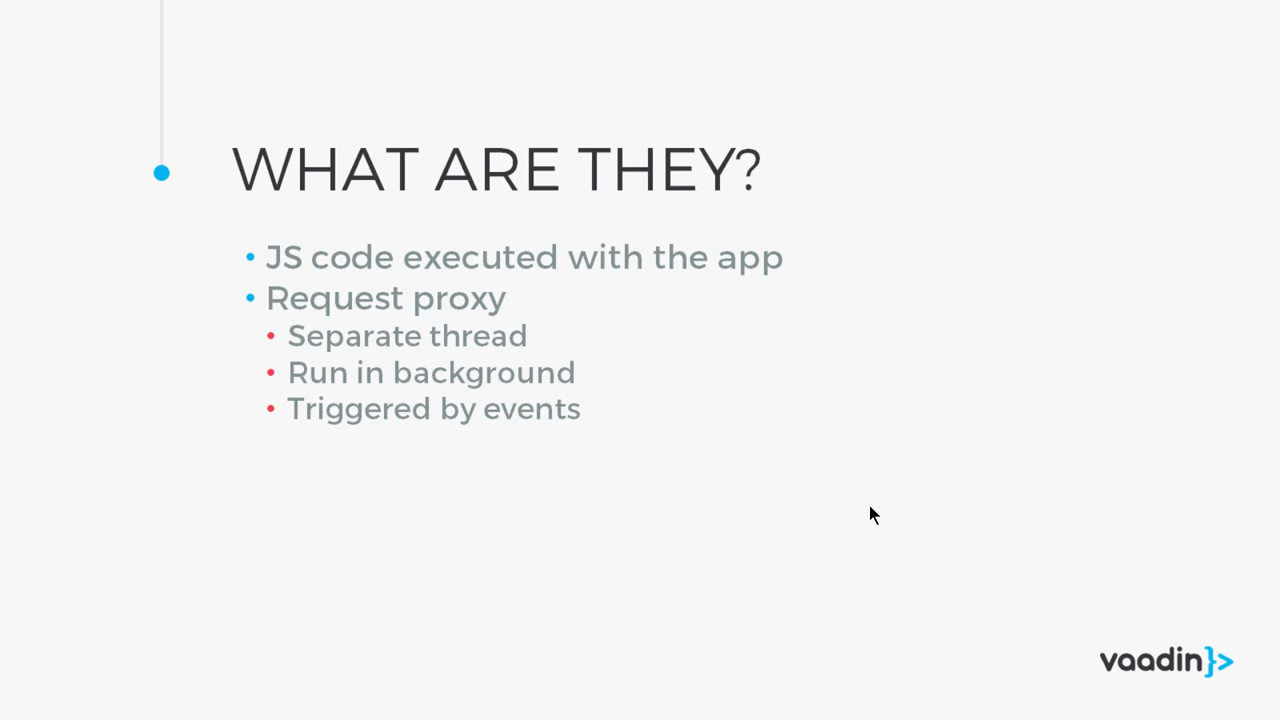 WHAT ARE THEY?
• JS code executed with the app
• Request proxy
• Separate thread
• Run in background
• Triggered by events
vaadin}>